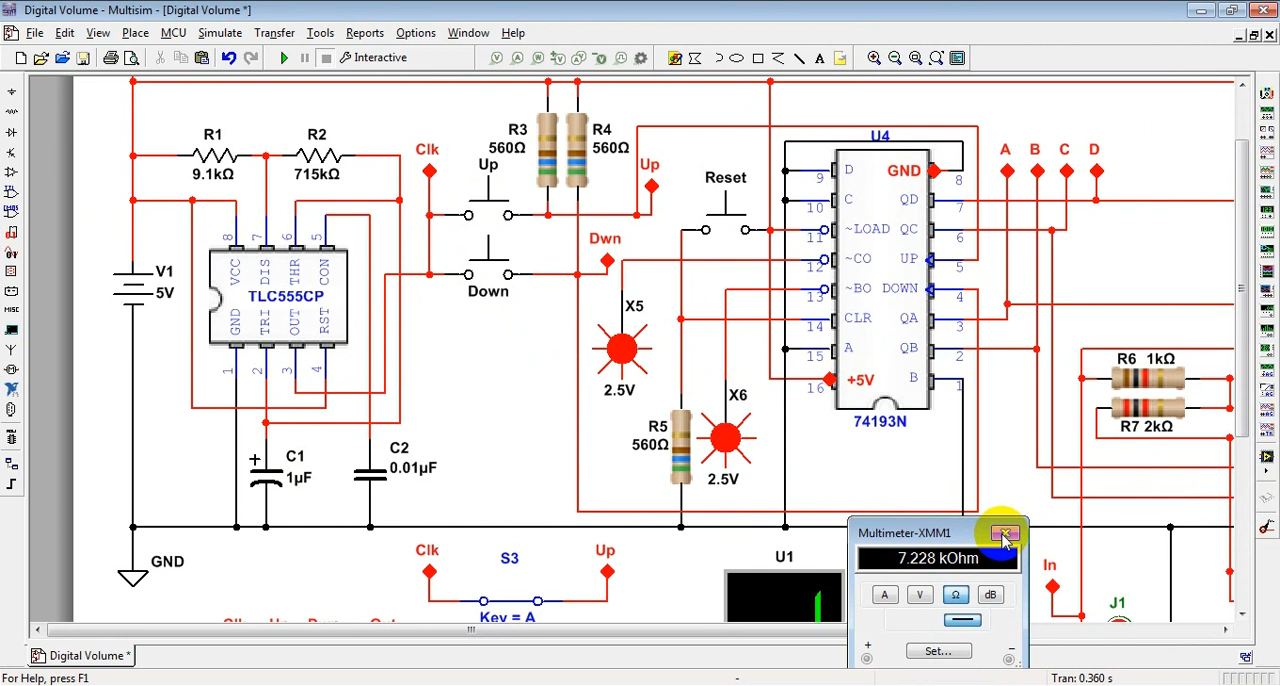 Digital Volume - Multisim - [Digital Volume *]
File Edit View Place MCU Simulate Transfer Tools Reports Options Window Help
Interactive
R1
9.1kΩ
R2
715kΩ
Clk
Up
R3
560Ω
R4
560Ω
Up
Reset
U4
A B C D
9 D GND 8
10 C QD 7
11 ~LOAD QC 6
12 ~CO UP 5
13 ~BO DOWN 4
14 CLR QA 3
15 A QB 2
16 +5V B 1
74193N
Dwn
Down
8 7 6 5
VCC DIS THR CON
TLC555CP
GND TRI OUT RST
1 2 3 4
V1
5V
X5
2.5V
X6
2.5V
R5
560Ω
R6 1kΩ
R7 2kΩ
C1
1µF
C2
0.01µF
GND
Clk
S3
Up
Key = A
U1
Multimeter-XMM1
7.228 kOhm
A V Ω dB
+ Set... −
In
J1
MISC
Digital Volume *
For Help, press F1
- Tran: 0.360 s